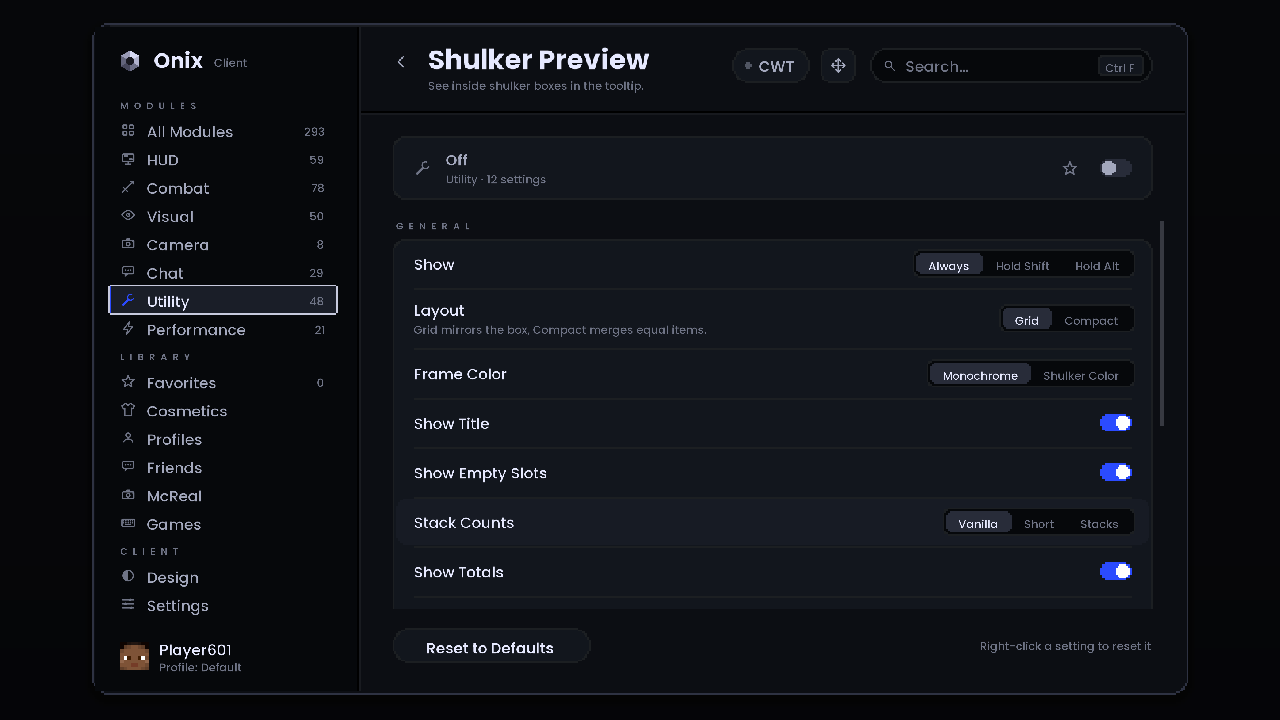 Onix Client
MODULES
All Modules 293
HUD 59
Combat 78
Visual 50
Camera 8
Chat 29
Utility 48
Performance 21
LIBRARY
Favorites 0
Cosmetics
Profiles
Friends
McReal
Games
CLIENT
Design
Settings
Player601
Profile: Default
Shulker Preview
See inside shulker boxes in the tooltip.
CWT
Search... Ctrl F
Off
Utility · 12 settings
GENERAL
Show Always Hold Shift Hold Alt
Layout
Grid mirrors the box, Compact merges equal items.
Grid Compact
Frame Color Monochrome Shulker Color
Show Title
Show Empty Slots
Stack Counts Vanilla Short Stacks
Show Totals
Reset to Defaults
Right-click a setting to reset it